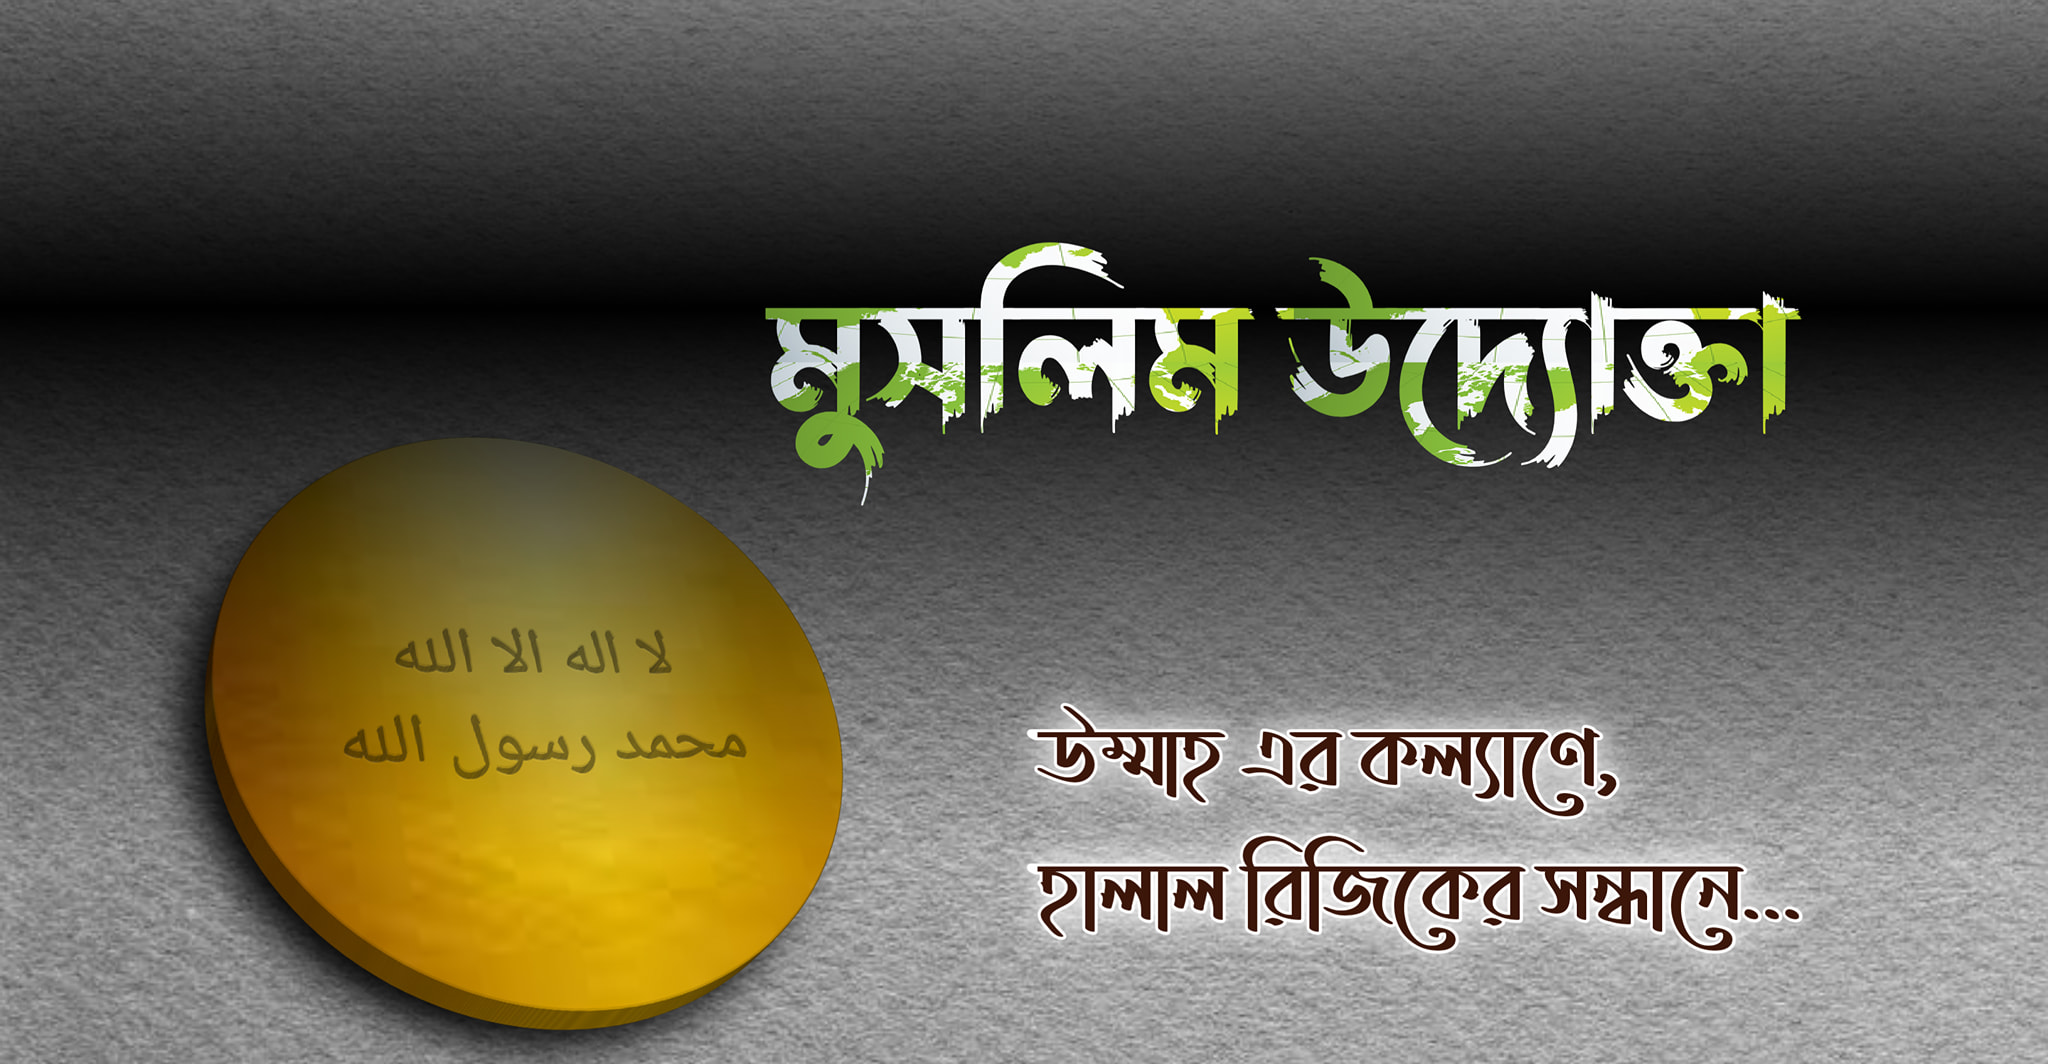 মুসলিম উদ্যোক্তা
لا اله الا الله
محمد رسول الله
উম্মাহ এর কল্যাণে,
হালাল রিজিকের সন্ধানে...